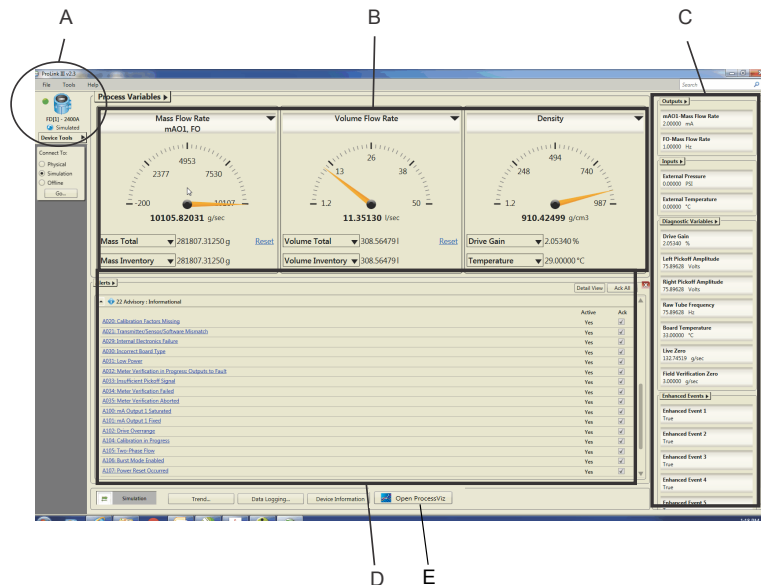 A
B
C
ProLink III v2.3
File Tools Help
Search
FD[1] - 2400A
Simulated
Device Tools
Connect To:
Physical
Simulation
Offline
Go...
Process Variables
Mass Flow Rate
mAO1, FO
4953
2377
7530
-200
10107
10105.82031 g/sec
Mass Total 281807.31250 g Reset
Mass Inventory 281807.31250 g
Volume Flow Rate
26
13
38
1.2
50
11.35130 l/sec
Volume Total 308.56479 l Reset
Volume Inventory 308.56479 l
Density
494
248
740
1.2
987
910.42499 g/cm3
Drive Gain 2.05340 %
Temperature 29.00000 °C
Alerts
Detail View Ack All
22 Advisory : Informational
Active Ack
A020: Calibration Factors Missing Yes
A021: Transmitter/Sensor/Software Mismatch Yes
A029: Internal Electronics Failure Yes
A030: Incorrect Board Type Yes
A031: Low Power Yes
A032: Meter Verification in Progress: Outputs to Fault Yes
A033: Insufficient Pickoff Signal Yes
A034: Meter Verification Failed Yes
A035: Meter Verification Aborted Yes
A100: mA Output 1 Saturated Yes
A101: mA Output 1 Fixed Yes
A102: Drive Overrange Yes
A104: Calibration in Progress Yes
A105: Two-Phase Flow Yes
A106: Burst Mode Enabled Yes
A107: Power Reset Occurred Yes
Simulation Trend... Data Logging... Device Information Open ProcessViz
Outputs
mAO1-Mass Flow Rate
2.00000 mA
FO-Mass Flow Rate
1.00000 Hz
Inputs
External Pressure
0.00000 PSI
External Temperature
0.00000 °C
Diagnostic Variables
Drive Gain
2.05340 %
Left Pickoff Amplitude
75.89628 Volts
Right Pickoff Amplitude
75.89628 Volts
Raw Tube Frequency
75.89628 Hz
Board Temperature
33.00000 °C
Live Zero
132.74519 g/sec
Field Verification Zero
3.00000 g/sec
Enhanced Events
Enhanced Event 1
True
Enhanced Event 2
True
Enhanced Event 3
True
Enhanced Event 4
True
Enhanced Event 5
D
E